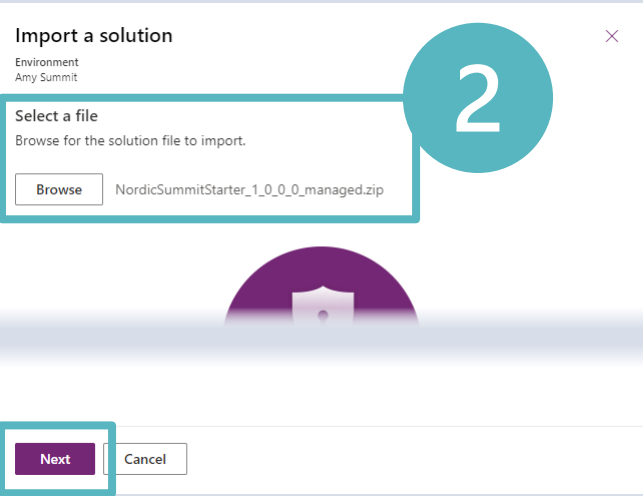 Import a solution
Environment
Amy Summit
2
Select a file
Browse for the solution file to import.
Browse NordicSummitStarter_1_0_0_0_managed.zip
Next Cancel